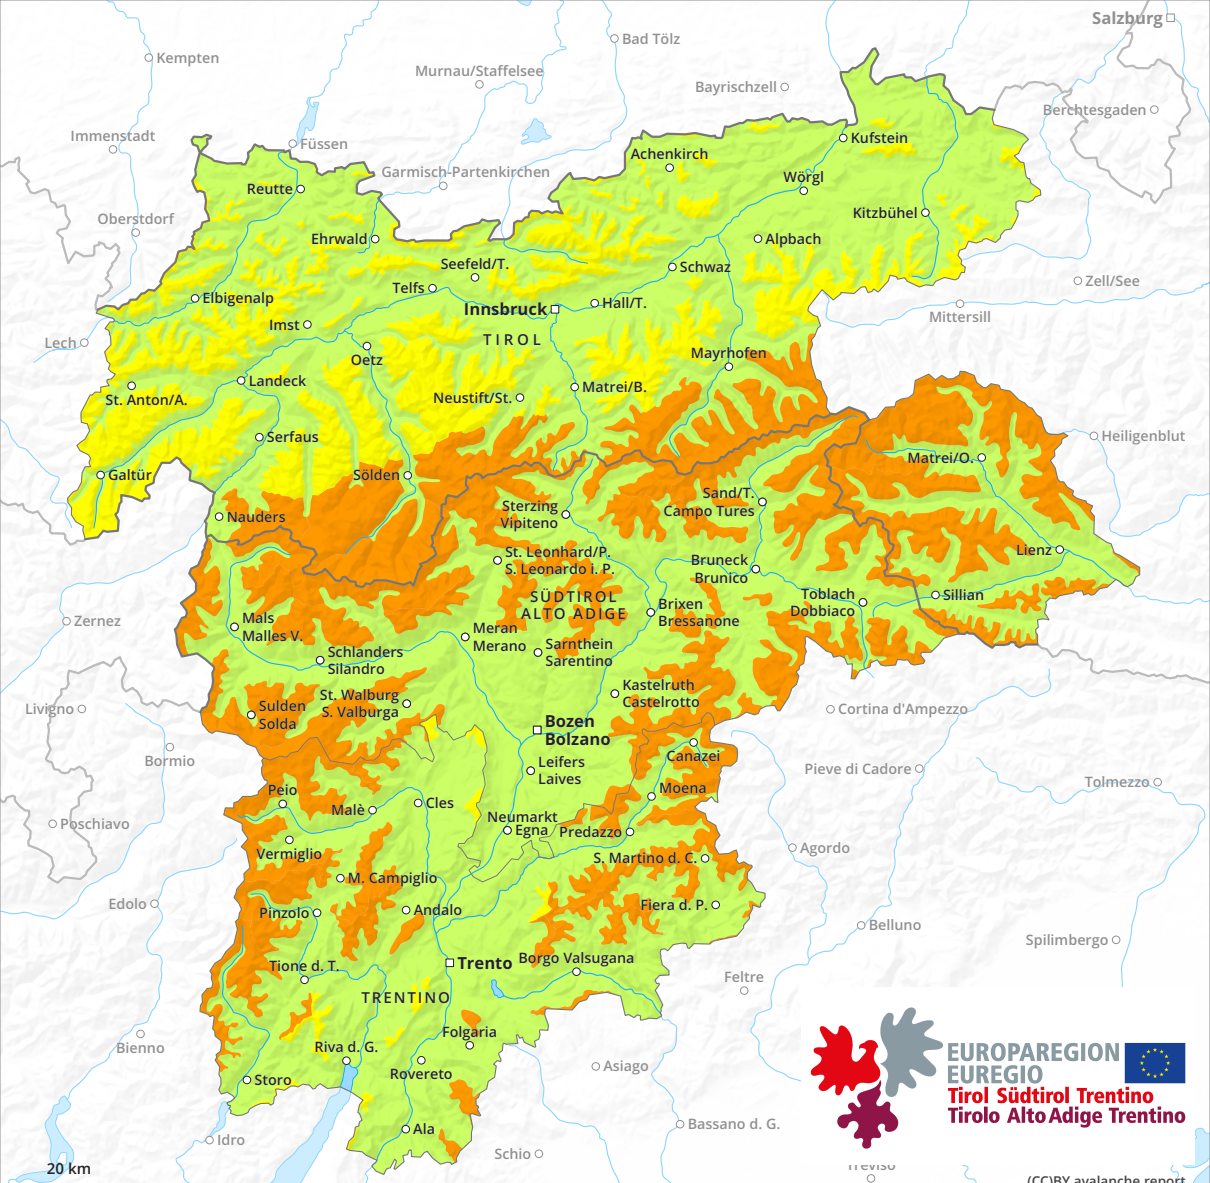 Salzburg
Bad Tölz
Kempten
Murnau/Staffelsee
Bayrischzell
Berchtesgaden
Immenstadt
Füssen
Kufstein
Achenkirch
Garmisch-Partenkirchen
Wörgl
Reutte
Oberstdorf
Kitzbühel
Ehrwald
Alpbach
Seefeld/T.
Schwaz
Zell/See
Telfs
Elbigenalp
Hall/T.
Innsbruck
Mittersill
Imst
TIROL
Lech
Oetz
Mayrhofen
Landeck
Matrei/B.
St. Anton/A.
Neustift/St.
Serfaus
Heiligenblut
Matrei/O.
Galtür
Sölden
Sand/T.
Campo Tures
Sterzing
Vipiteno
Nauders
St. Leonhard/P.
S. Leonardo i. P.
Lienz
Bruneck
Brunico
SÜDTIROL
ALTO ADIGE
Toblach
Dobbiaco
Sillian
Brixen
Bressanone
Zernez
Mals
Malles V.
Meran
Merano
Sarnthein
Sarentino
Schlanders
Silandro
Kastelruth
Castelrotto
St. Walburg
S. Valburga
Sulden
Solda
Livigno
Cortina d'Ampezzo
Bozen
Bolzano
Bormio
Canazei
Leifers
Laives
Pieve di Cadore
Tolmezzo
Peio
Moena
Malè
Cles
Neumarkt
Egna
Predazzo
Poschiavo
Vermiglio
Agordo
S. Martino d. C.
M. Campiglio
Edolo
Pinzolo
Andalo
Fiera d. P.
Belluno
Spilimbergo
Trento
Borgo Valsugana
Tione d. T.
Feltre
TRENTINO
Bienno
Folgaria
Riva d. G.
Rovereto
Asiago
Storo
EUROPAREGION
EUREGIO
Tirol Südtirol Trentino
Tirolo Alto Adige Trentino
Ala
Bassano d. G.
Idro
Schio
20 km
Treviso
(CC)BY avalanche.report